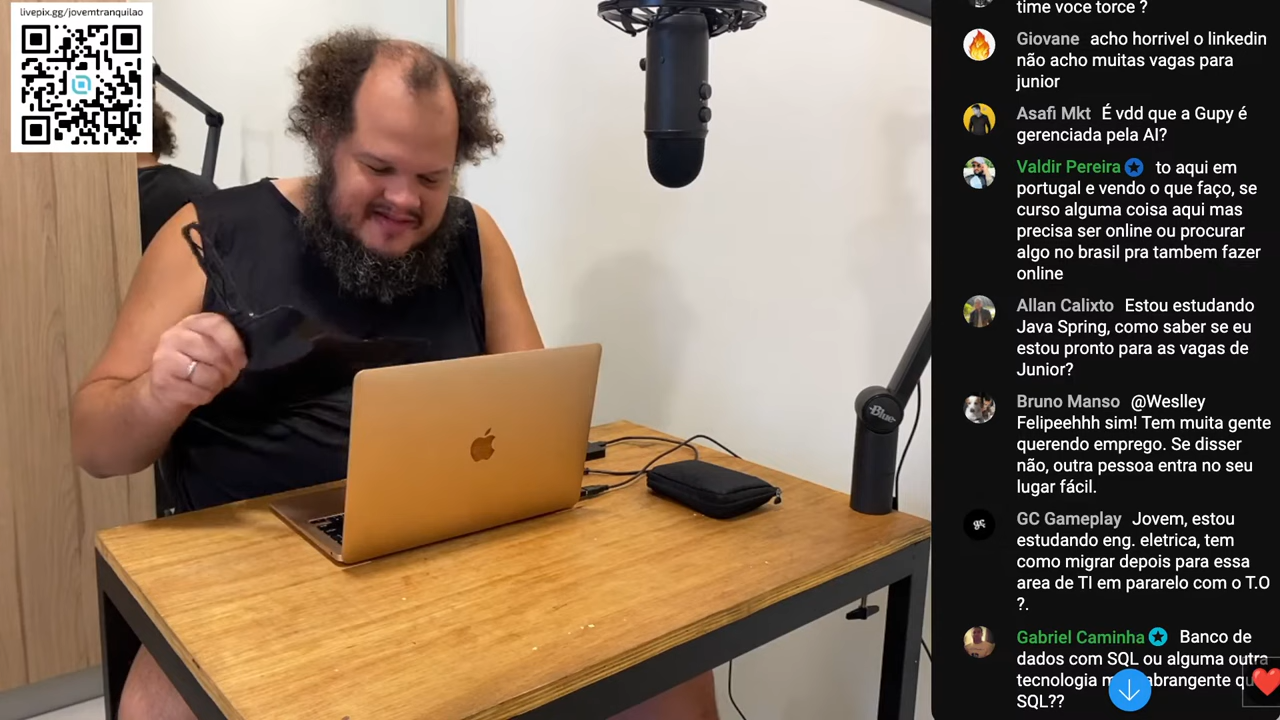 livepix.gg/jovemtranquilao
Blue
time voce torce ?
Giovane acho horrivel o linkedin
não acho muitas vagas para
junior
Asafi Mkt É vdd que a Gupy é
gerenciada pela AI?
Valdir Pereira to aqui em
portugal e vendo o que faço, se
curso alguma coisa aqui mas
precisa ser online ou procurar
algo no brasil pra tambem fazer
online
Allan Calixto Estou estudando
Java Spring, como saber se eu
estou pronto para as vagas de
Junior?
Bruno Manso @Weslley
Felipeehhh sim! Tem muita gente
querendo emprego. Se disser
não, outra pessoa entra no seu
lugar fácil.
gc
GC Gameplay Jovem, estou
estudando eng. eletrica, tem
como migrar depois para essa
area de TI em pararelo com o T.O
?.
Gabriel Caminha Banco de
dados com SQL ou alguma outra
tecnologia abrangente
SQL??